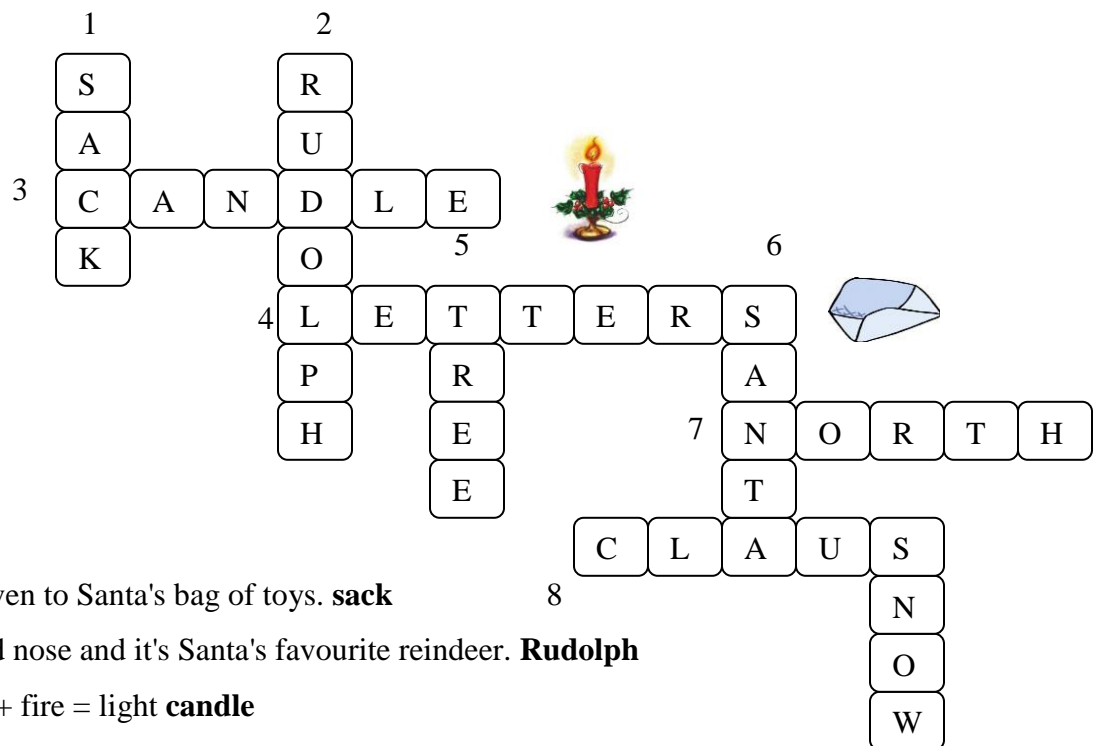 1 2
S R
A U
3 C A N D L E
K O 5 6
4 L E T T E R S
P R A
H E 7 N O R T H
E T
C L A U S
ven to Santa's bag of toys. sack 8 N
d nose and it's Santa's favourite reindeer. Rudolph O
+ fire = light candle W